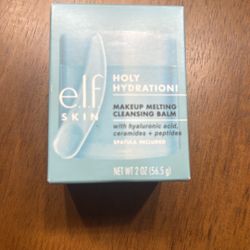 e.l.f.
SKIN
HOLY
HYDRATION!
MAKEUP MELTING
CLEANSING BALM
with hyaluronic acid,
ceramides + peptides
SPATULA INCLUDED
NET WT 2 OZ (56.5 g)